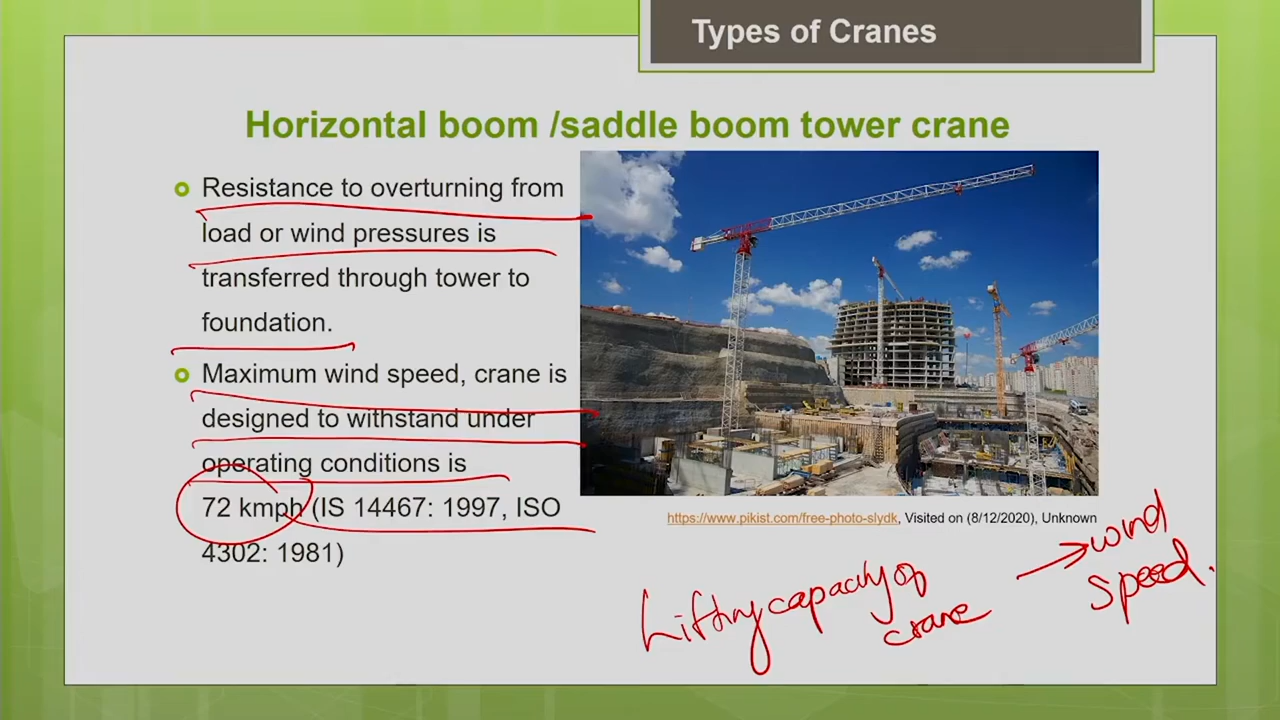 Types of Cranes
Horizontal boom /saddle boom tower crane
Resistance to overturning from
load or wind pressures is
transferred through tower to
foundation.
Maximum wind speed, crane is
designed to withstand under
operating conditions is
72 kmph (IS 14467: 1997, ISO
4302: 1981)
https://www.pikist.com/free-photo-slydk, Visited on (8/12/2020), Unknown
Lifting capacity of
crane
→ wind
speed.